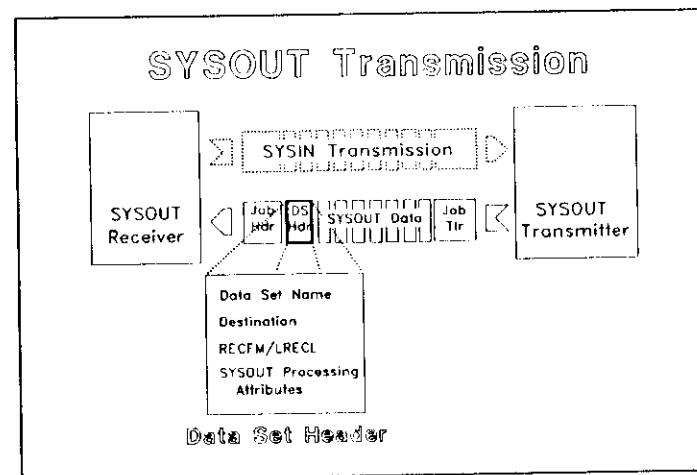 SYSOUT Transmission
SYSIN Transmission
SYSOUT
Receiver
Job
Hdr
DS
Hdr
SYSOUT Data
Job
Tlr
SYSOUT
Transmitter
Data Set Name
Destination
RECFM/LRECL
SYSOUT Processing
Attributes
Data Set Header